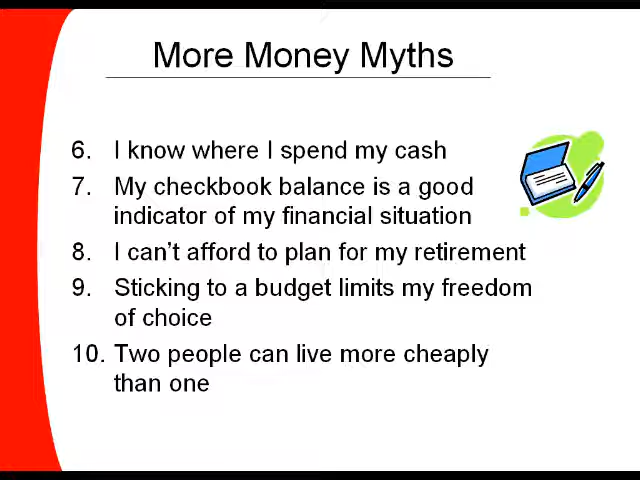 More Money Myths
6. I know where I spend my cash
7. My checkbook balance is a good
indicator of my financial situation
8. I can't afford to plan for my retirement
9. Sticking to a budget limits my freedom
of choice
10. Two people can live more cheaply
than one